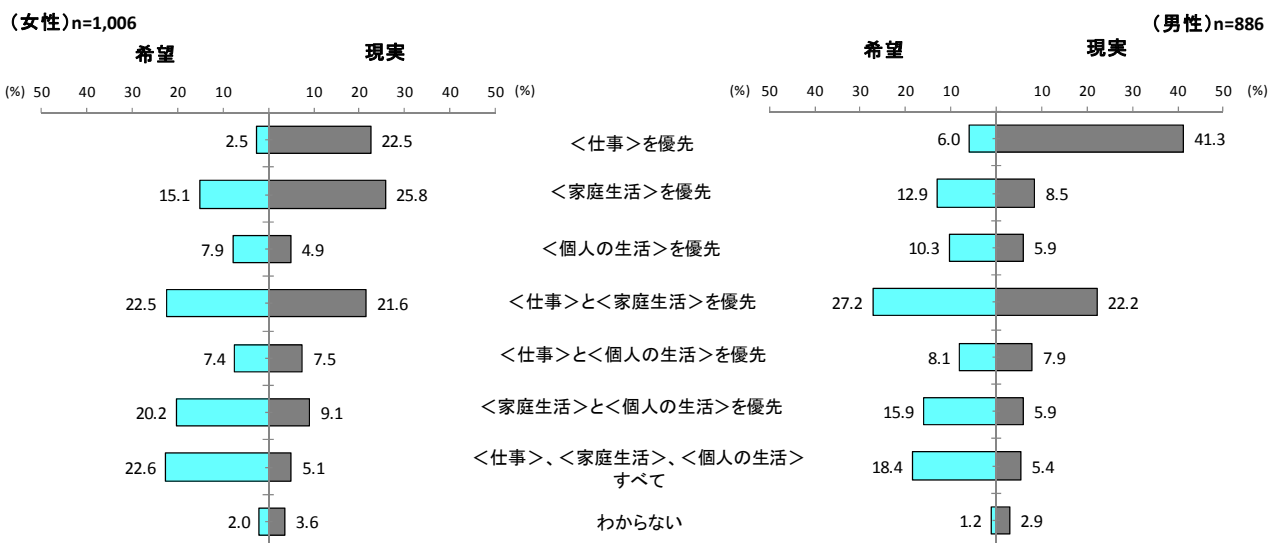 (女性)n=1,006
(男性)n=886
希望 現実
希望 現実
(%) 50 40 30 20 10 10 20 30 40 50 (%)
(%) 50 40 30 20 10 10 20 30 40 50 (%)
2.5 22.5 <仕事>を優先 6.0 41.3
15.1 25.8 <家庭生活>を優先 12.9 8.5
7.9 4.9 <個人の生活>を優先 10.3 5.9
22.5 21.6 <仕事>と<家庭生活>を優先 27.2 22.2
7.4 7.5 <仕事>と<個人の生活>を優先 8.1 7.9
20.2 9.1 <家庭生活>と<個人の生活>を優先 15.9 5.9
22.6 5.1 <仕事>、<家庭生活>、<個人の生活> 18.4 5.4
すべて
2.0 3.6 わからない 1.2 2.9